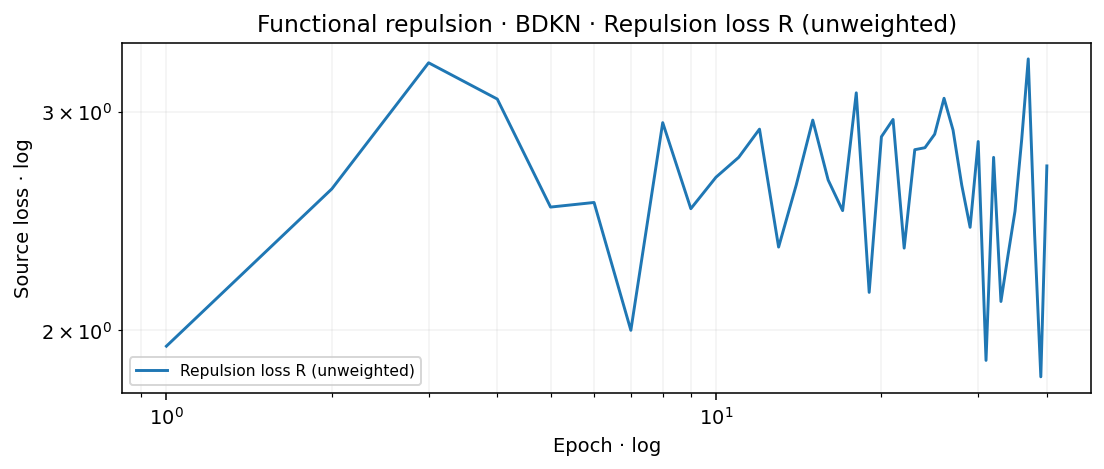 Functional repulsion · BDKN · Repulsion loss R (unweighted)
Source loss · log
3 × 10⁰
2 × 10⁰
Repulsion loss R (unweighted)
10⁰
10¹
Epoch · log